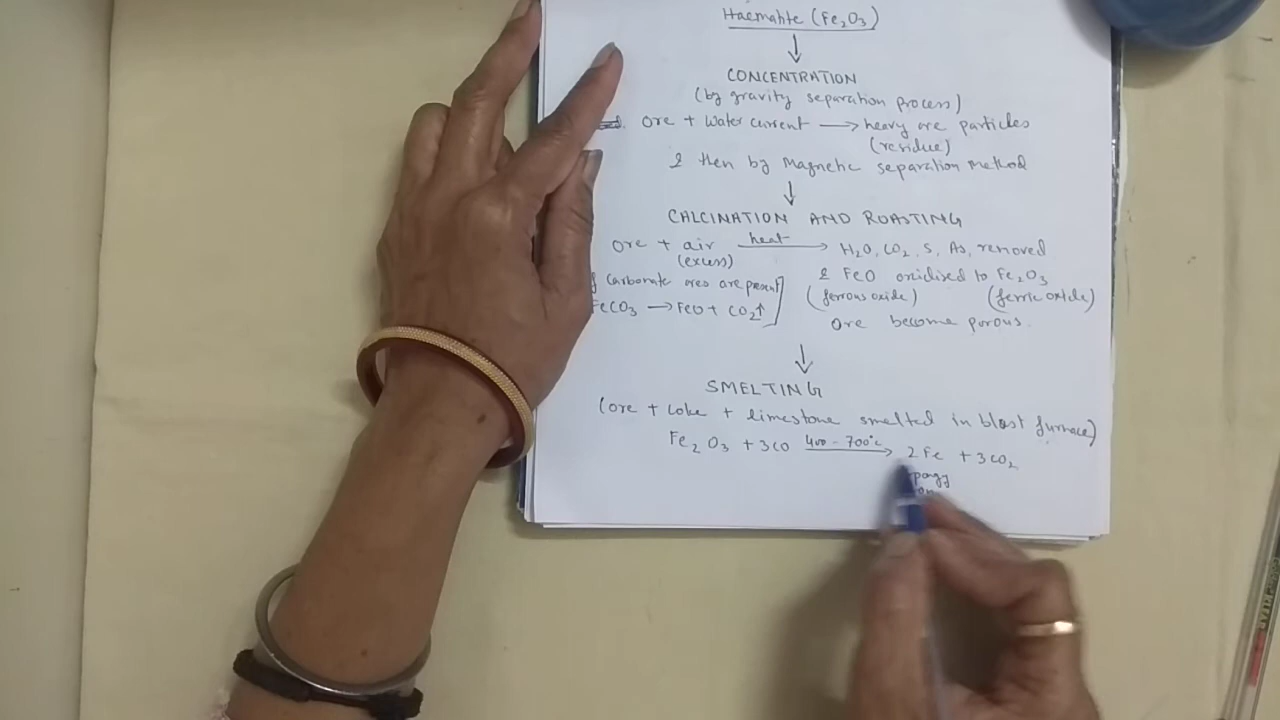 Haematite (Fe₂O₃)
↓
CONCENTRATION
(by gravity separation process)
Ore + water current → heavy ore particles
(residue)
& then by Magnetic separation Method
↓
CALCINATION AND ROASTING
Ore + air heat → H₂O, CO₂, S, As, removed
(excess) & FeO oxidised to Fe₂O₃
f carbonate ores are present] (ferrous oxide) (ferric oxide)
FeCO₃ → FeO + CO₂↑ Ore become porous.
↓
SMELTING
(ore + coke + limestone smelted in blast furnace)
Fe₂O₃ + 3CO 400 - 700°C → 2Fe + 3CO₂
pongy